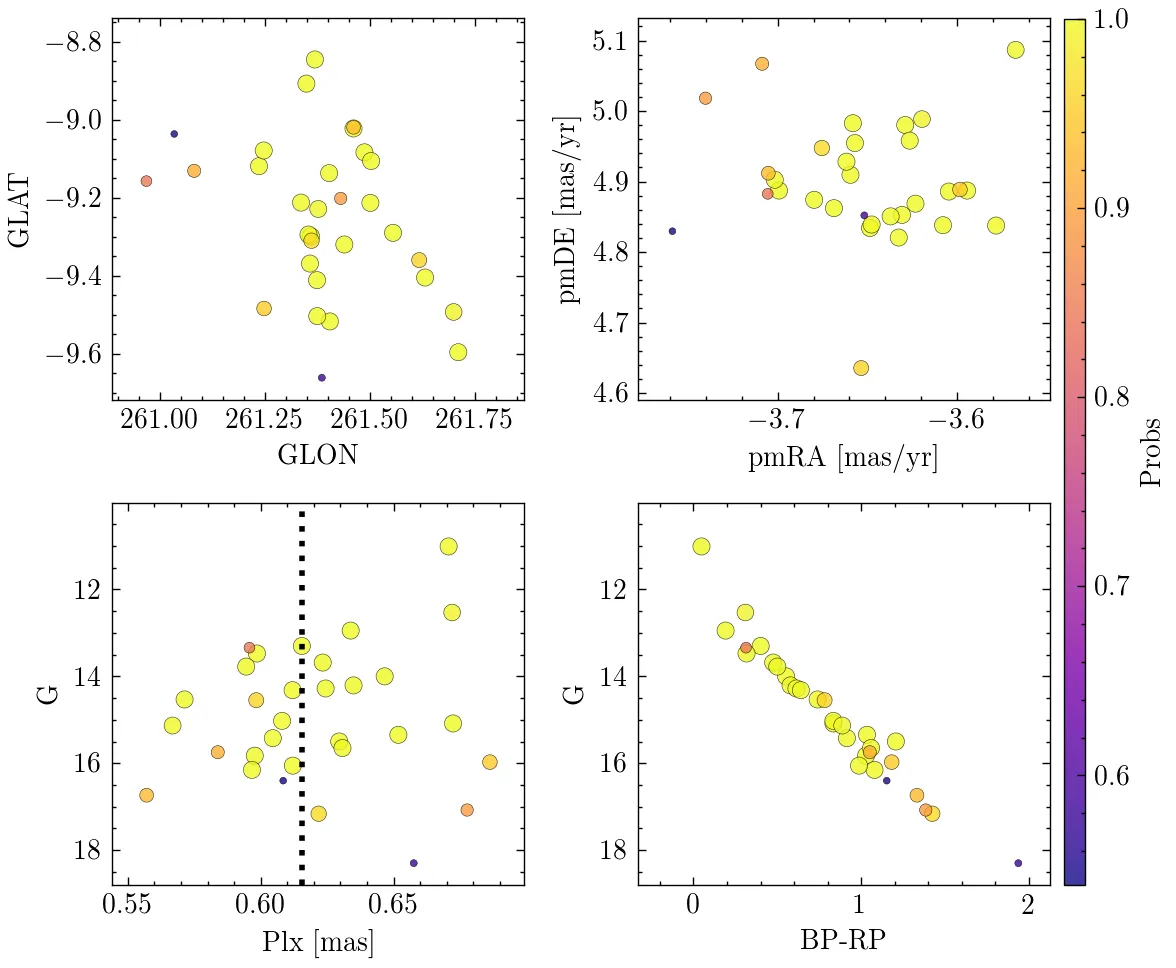 −8.8
−9.0
−9.2
−9.4
−9.6
GLAT
261.00 261.25 261.50 261.75
GLON
5.1
5.0
4.9
4.8
4.7
4.6
pmDE [mas/yr]
−3.7 −3.6
pmRA [mas/yr]
12
14
16
18
G
0.55 0.60 0.65
Plx [mas]
12
14
16
18
G
0 1 2
BP-RP
1.0
0.9
0.8
0.7
0.6
Probs